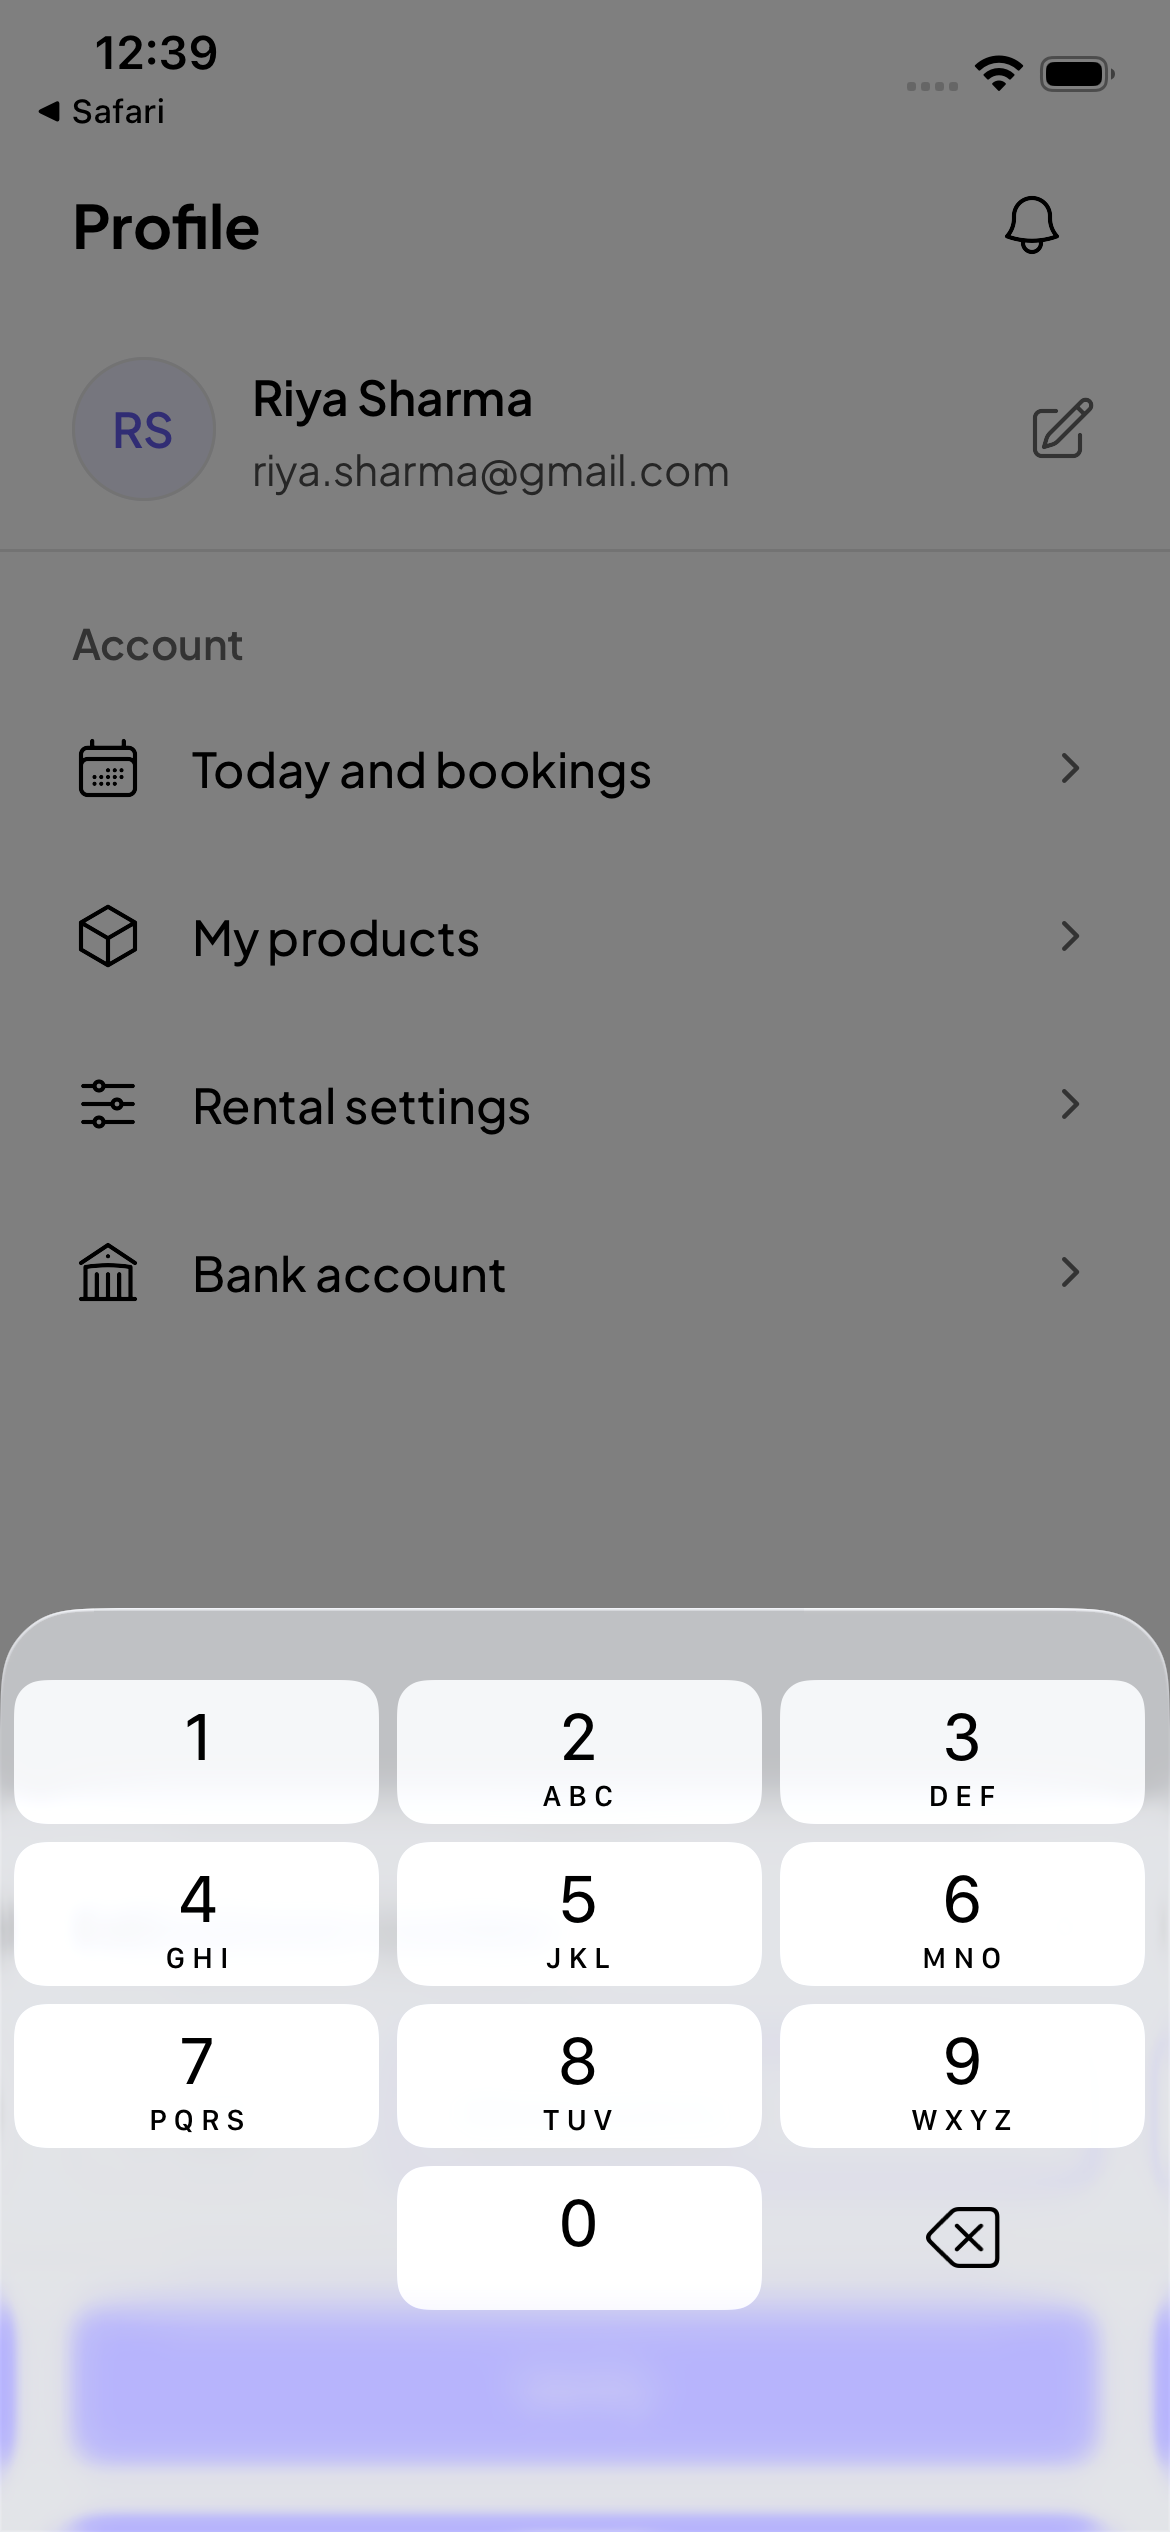 12:39
Safari
Profile
RS
Riya Sharma
riya.sharma@gmail.com
Account
Today and bookings
My products
Rental settings
Bank account
1
2
ABC
3
DEF
4
GHI
5
JKL
6
MNO
7
PQRS
8
TUV
9
WXYZ
0